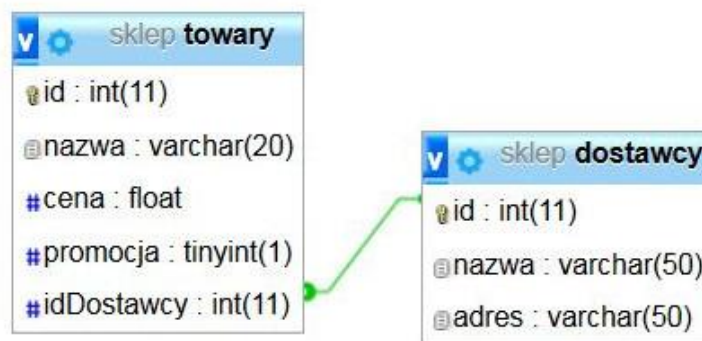 v sklep towary
id : int(11)
nazwa : varchar(20)
#cena : float
#promocja : tinyint(1)
#idDostawcy : int(11)
v sklep dostawcy
id : int(11)
nazwa : varchar(50)
adres : varchar(50)